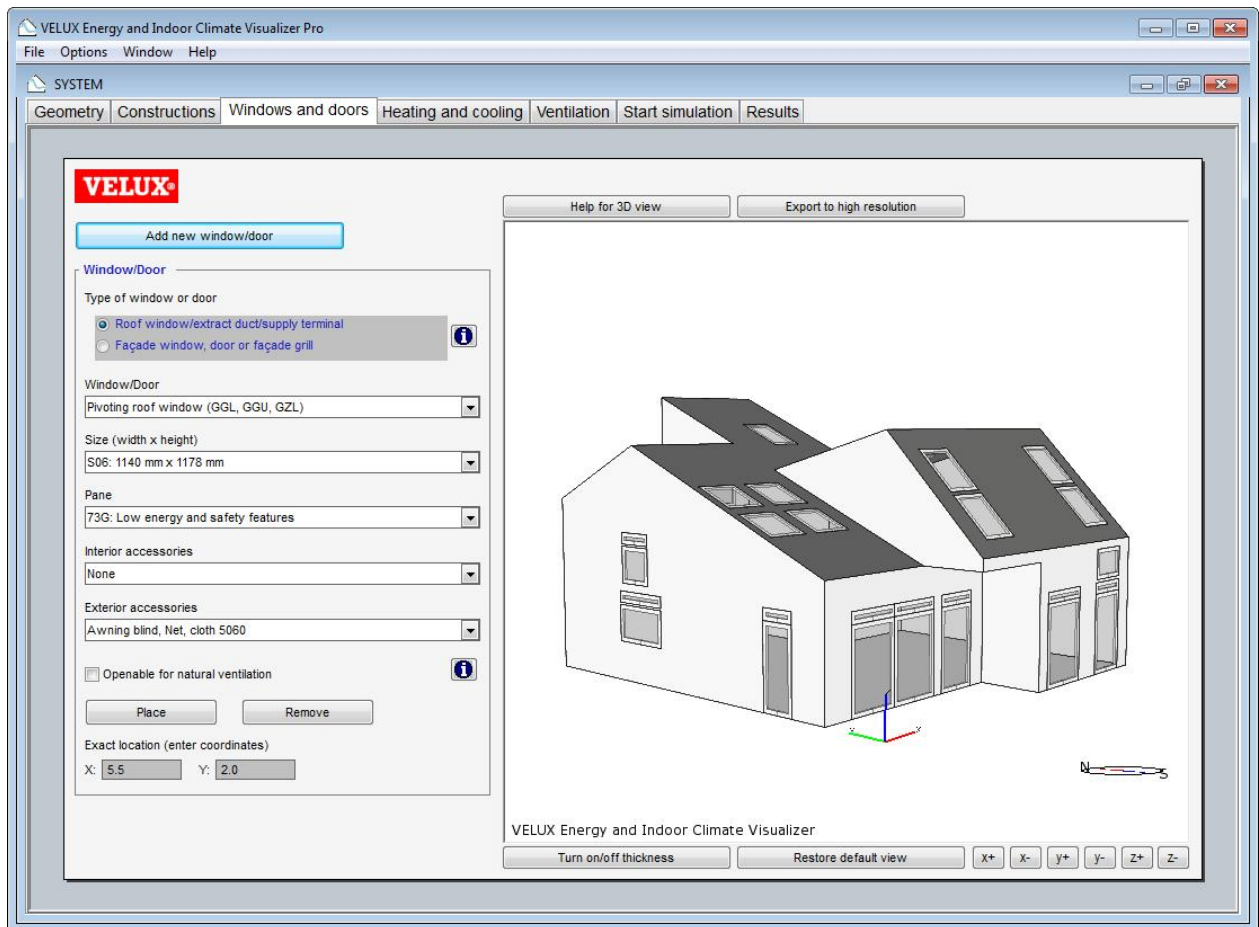 VELUX Energy and Indoor Climate Visualizer Pro
File Options Window Help
SYSTEM
Geometry Constructions Windows and doors Heating and cooling Ventilation Start simulation Results
VELUX®
Help for 3D view Export to high resolution
Add new window/door
Window/Door
Type of window or door
Roof window/extract duct/supply terminal
Façade window, door or façade grill
Window/Door
Pivoting roof window (GGL, GGU, GZL)
Size (width x height)
S06: 1140 mm x 1178 mm
Pane
73G: Low energy and safety features
Interior accessories
None
Exterior accessories
Awning blind, Net, cloth 5060
Openable for natural ventilation
Place Remove
Exact location (enter coordinates)
X: 5.5 Y: 2.0
Y X
N S
VELUX Energy and Indoor Climate Visualizer
Turn on/off thickness Restore default view x+ x- y+ y- z+ z-